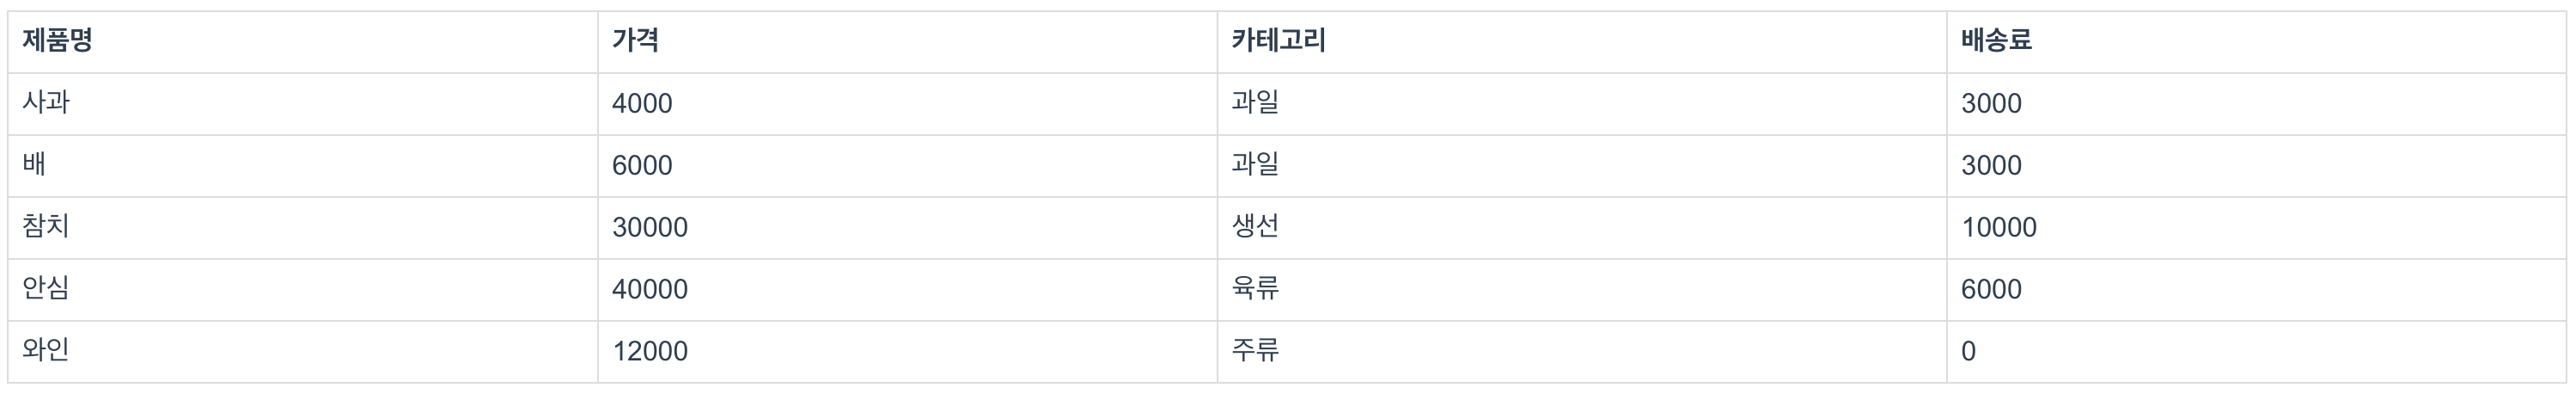 제품명 가격 카테고리 배송료
사과 4000 과일 3000
배 6000 과일 3000
참치 30000 생선 10000
안심 40000 육류 6000
와인 12000 주류 0